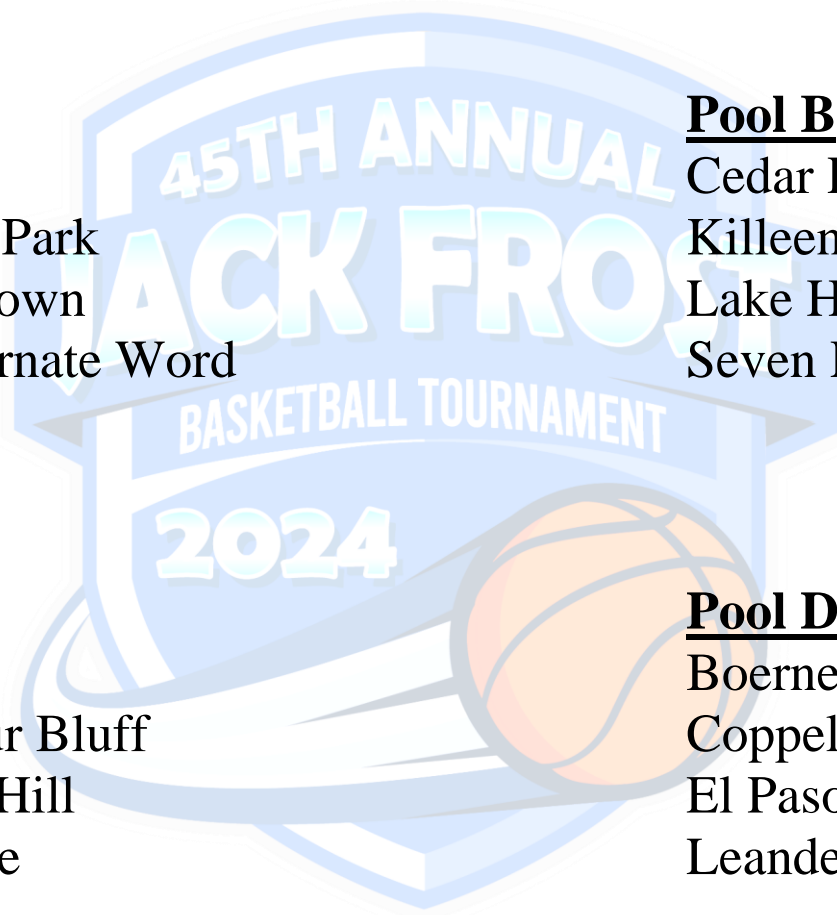 45TH ANNUAL
JACK FROST
BASKETBALL TOURNAMENT
2024
Park
own
rnate Word
Pool B
Cedar
Killeen
Lake H
Seven
r Bluff
Hill
e
Pool D
Boerne
Coppel
El Paso
Leande